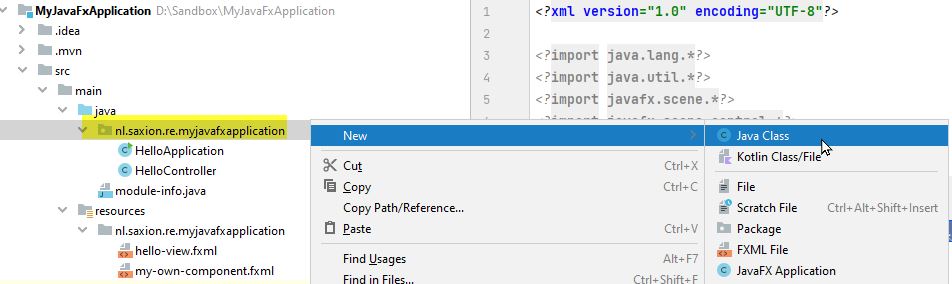 MyJavaFxApplication D:\Sandbox\MyJavaFxApplication
.idea
.mvn
src
main
java
nl.saxion.re.myjavafxapplication
HelloApplication
HelloController
module-info.java
resources
nl.saxion.re.myjavafxapplication
hello-view.fxml
my-own-component.fxml
1 <?xml version="1.0" encoding="UTF-8"?>
2
3 <?import java.lang.*?>
4 <?import java.util.*?>
5 <?import javafx.scene.*?>
<?import javafx.scene.control.*?>
New
Cut Ctrl+X
Copy Ctrl+C
Copy Path/Reference...
Paste Ctrl+V
Find Usages Alt+F7
Find in Files... Ctrl+Shift+F
Java Class
Kotlin Class/File
File
Scratch File Ctrl+Alt+Shift+Insert
Package
FXML File
JavaFX Application